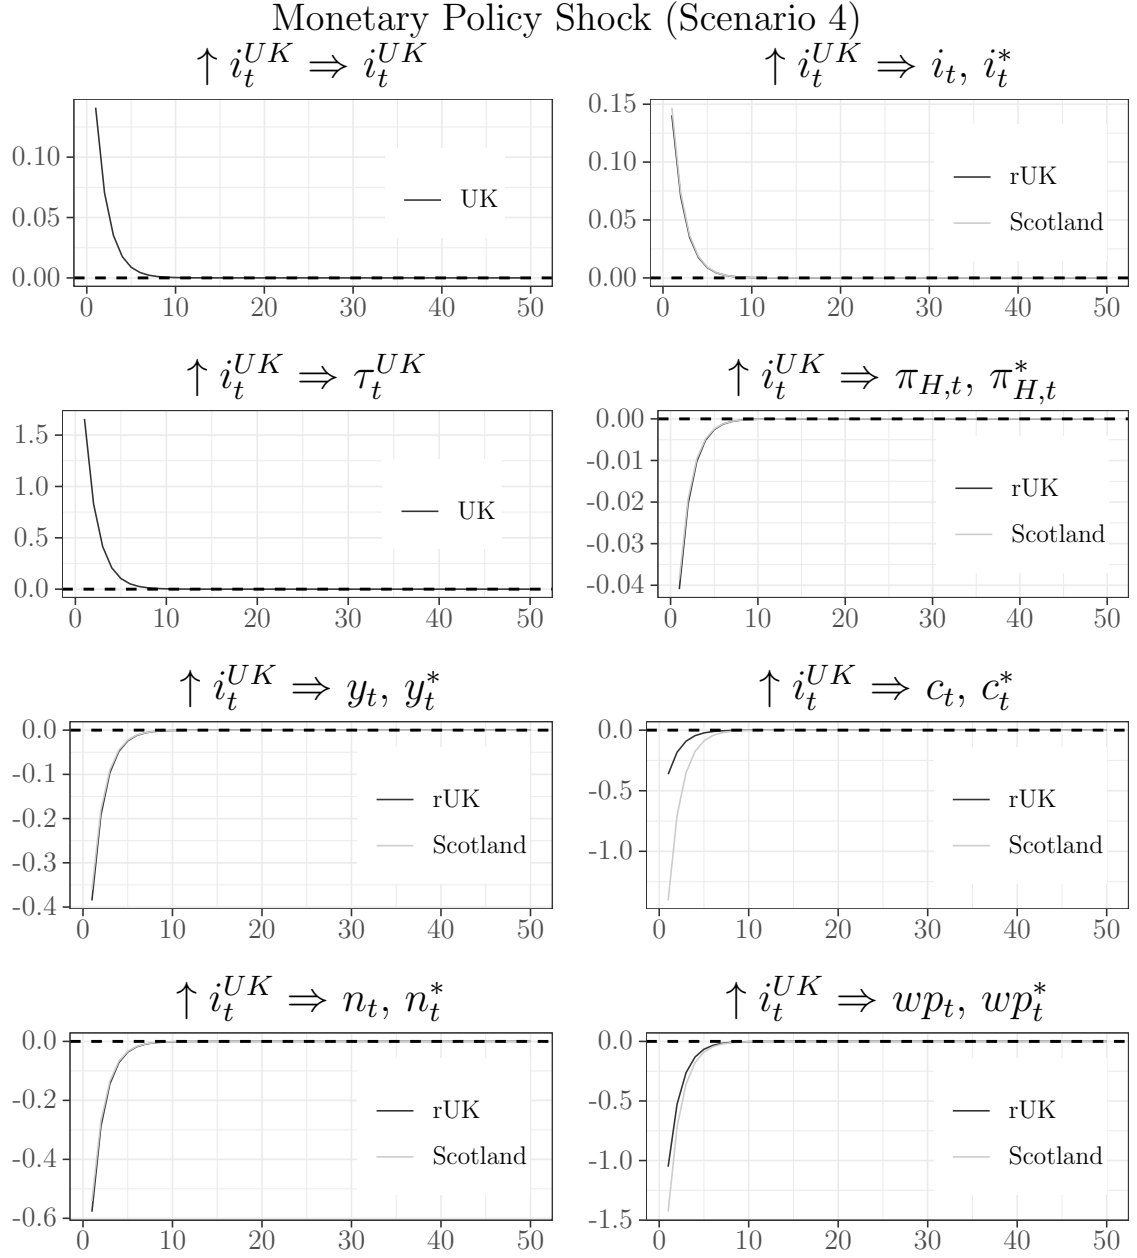 Monetary Policy Shock (Scenario 4)
↑ i_t^{UK} ⇒ i_t^{UK}
0.10
0.05
0.00
0 10 20 30 40 50
UK
↑ i_t^{UK} ⇒ i_t, i_t^*
0.15
0.10
0.05
0.00
0 10 20 30 40 50
rUK
Scotland
↑ i_t^{UK} ⇒ τ_t^{UK}
1.5
1.0
0.5
0.0
0 10 20 30 40 50
UK
↑ i_t^{UK} ⇒ π_{H,t}, π_{H,t}^*
0.00
-0.01
-0.02
-0.03
-0.04
0 10 20 30 40 50
rUK
Scotland
↑ i_t^{UK} ⇒ y_t, y_t^*
0.0
-0.1
-0.2
-0.3
-0.4
0 10 20 30 40 50
rUK
Scotland
↑ i_t^{UK} ⇒ c_t, c_t^*
0.0
-0.5
-1.0
0 10 20 30 40 50
rUK
Scotland
↑ i_t^{UK} ⇒ n_t, n_t^*
0.0
-0.2
-0.4
-0.6
0 10 20 30 40 50
rUK
Scotland
↑ i_t^{UK} ⇒ wp_t, wp_t^*
0.0
-0.5
-1.0
-1.5
0 10 20 30 40 50
rUK
Scotland